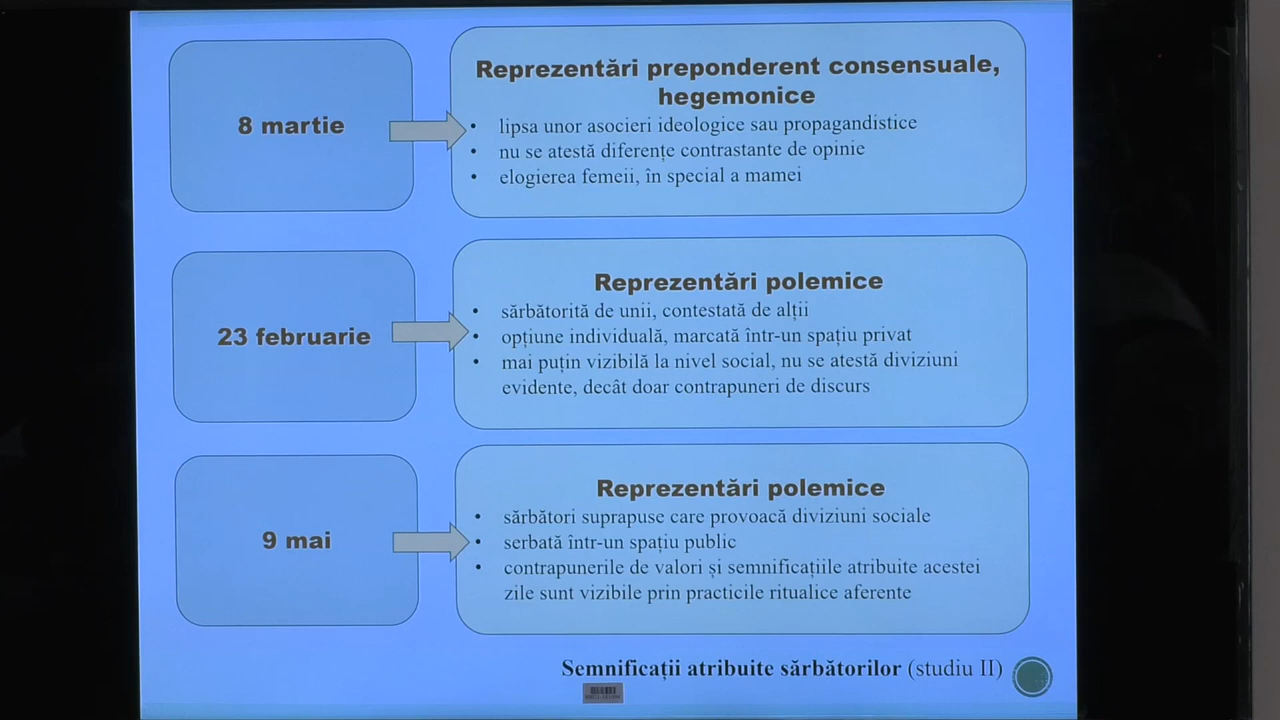 8 martie
Reprezentări preponderent consensuale,
hegemonice
• lipsa unor asocieri ideologice sau propagandistice
• nu se atestă diferențe contrastante de opinie
• elogierea femeii, în special a mamei
23 februarie
Reprezentări polemice
• sărbătorită de unii, contestată de alții
• opțiune individuală, marcată într-un spațiu privat
• mai puțin vizibilă la nivel social, nu se atestă diviziuni
evidente, decât doar contrapuneri de discurs
9 mai
Reprezentări polemice
• sărbători suprapuse care provoacă diviziuni sociale
• serbată într-un spațiu public
• contrapunerile de valori și semnificațiile atribuite acestei
zile sunt vizibile prin practicile ritualice aferente
Semnificații atribuite sărbătorilor (studiu II)